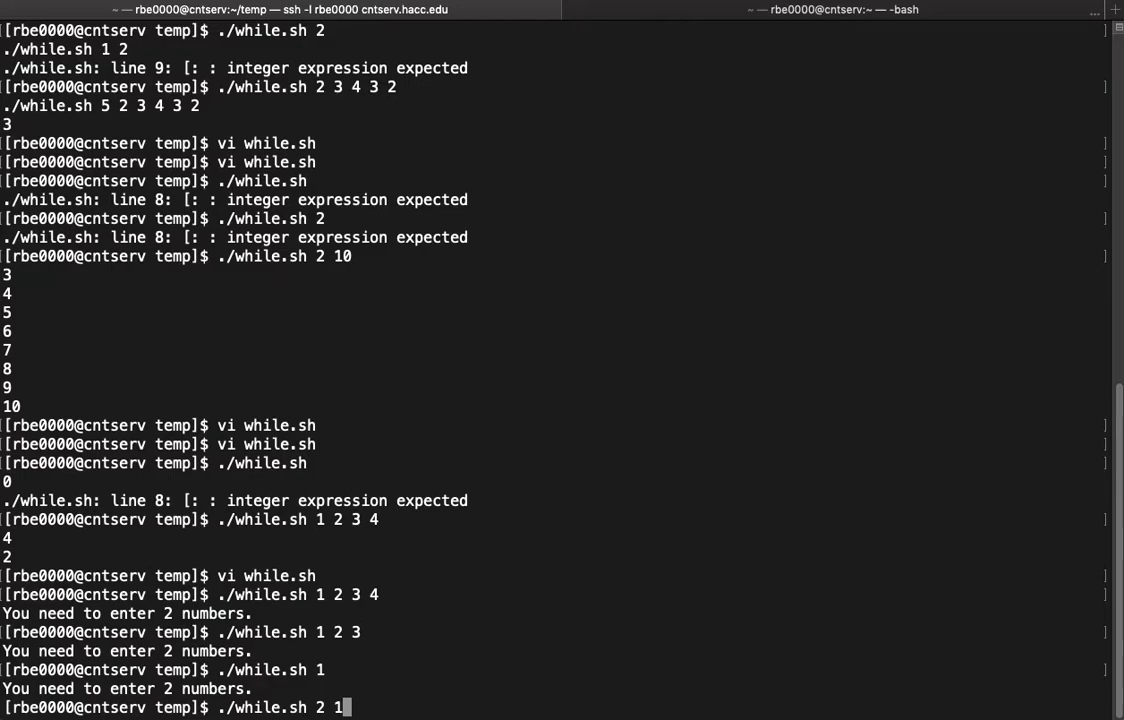 ~ — rbe0000@cntserv:~/temp — ssh -l rbe0000 cntserv.hacc.edu
~ — rbe0000@cntserv:~ — -bash
...
+
[rbe0000@cntserv temp]$ ./while.sh 2 ]
./while.sh 1 2
./while.sh: line 9: [: : integer expression expected
[rbe0000@cntserv temp]$ ./while.sh 2 3 4 3 2 ]
./while.sh 5 2 3 4 3 2
3
[rbe0000@cntserv temp]$ vi while.sh ]
[rbe0000@cntserv temp]$ vi while.sh ]
[rbe0000@cntserv temp]$ ./while.sh ]
./while.sh: line 8: [: : integer expression expected
[rbe0000@cntserv temp]$ ./while.sh 2 ]
./while.sh: line 8: [: : integer expression expected
[rbe0000@cntserv temp]$ ./while.sh 2 10 ]
3
4
5
6
7
8
9
10
[rbe0000@cntserv temp]$ vi while.sh ]
[rbe0000@cntserv temp]$ vi while.sh ]
[rbe0000@cntserv temp]$ ./while.sh ]
0
./while.sh: line 8: [: : integer expression expected
[rbe0000@cntserv temp]$ ./while.sh 1 2 3 4 ]
4
2
[rbe0000@cntserv temp]$ vi while.sh ]
[rbe0000@cntserv temp]$ ./while.sh 1 2 3 4 ]
You need to enter 2 numbers.
[rbe0000@cntserv temp]$ ./while.sh 1 2 3 ]
You need to enter 2 numbers.
[rbe0000@cntserv temp]$ ./while.sh 1 ]
You need to enter 2 numbers.
[rbe0000@cntserv temp]$ ./while.sh 2 1